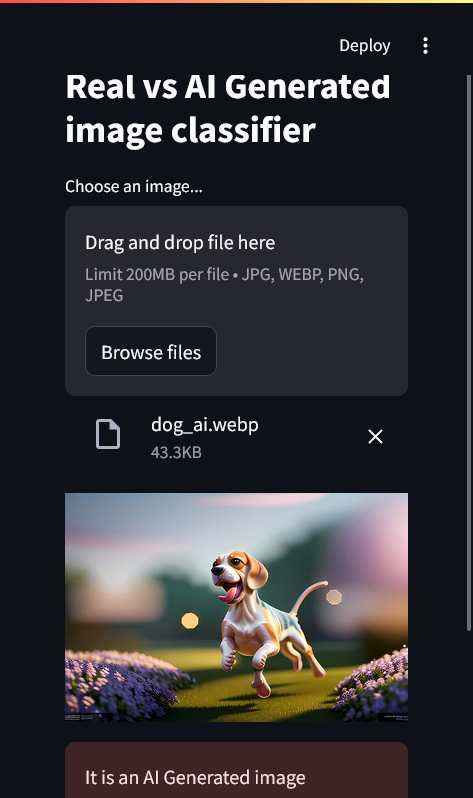 Deploy
Real vs AI Generated
image classifier
Choose an image...
Drag and drop file here
Limit 200MB per file • JPG, WEBP, PNG,
JPEG
Browse files
dog_ai.webp
43.3KB
It is an AI Generated image